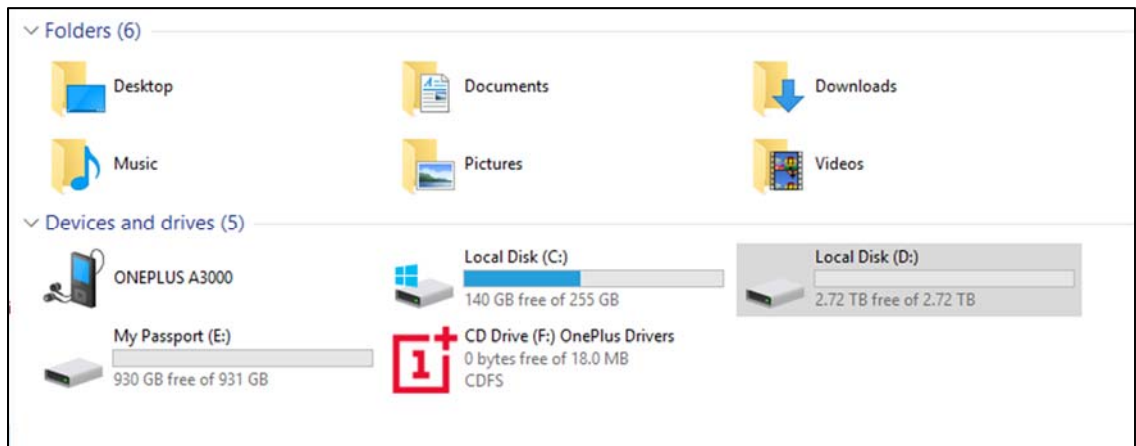 Folders (6)
Desktop
Documents
Downloads
Music
Pictures
Videos
Devices and drives (5)
ONEPLUS A3000
Local Disk (C:)
140 GB free of 255 GB
Local Disk (D:)
2.72 TB free of 2.72 TB
My Passport (E:)
930 GB free of 931 GB
CD Drive (F:) OnePlus Drivers
0 bytes free of 18.0 MB
CDFS